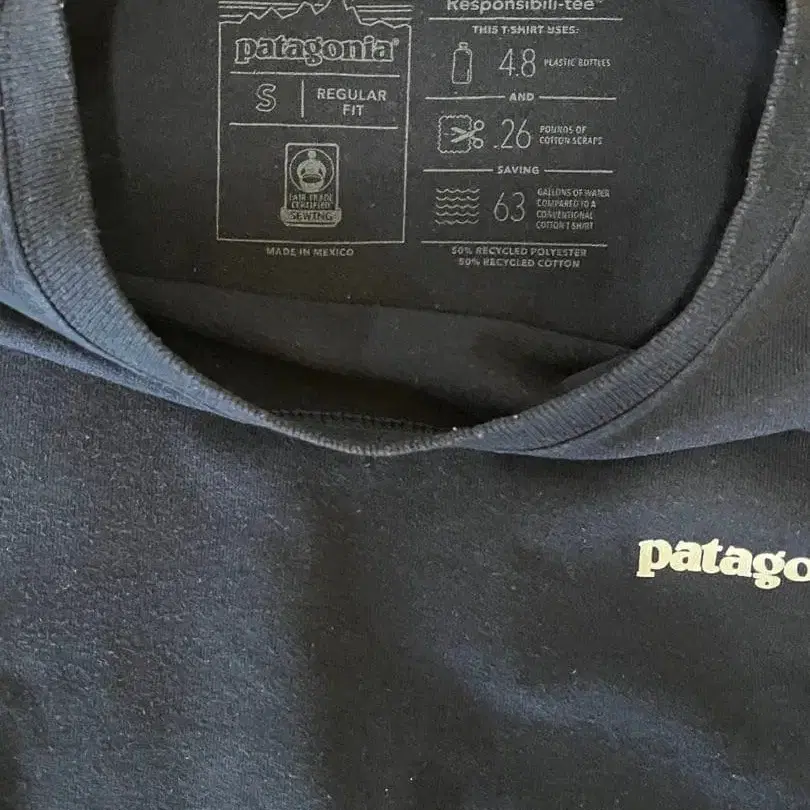 patagonia®
S
REGULAR
FIT
FAIR TRADE
CERTIFIED
SEWING
MADE IN MEXICO
Responsibili-tee®
THIS T-SHIRT USES:
4.8 PLASTIC BOTTLES
AND
.26 POUNDS OF
COTTON SCRAPS
SAVING
63 GALLONS OF WATER
COMPARED TO A
CONVENTIONAL
COTTON T-SHIRT
50% RECYCLED POLYESTER
50% RECYCLED COTTON
patago